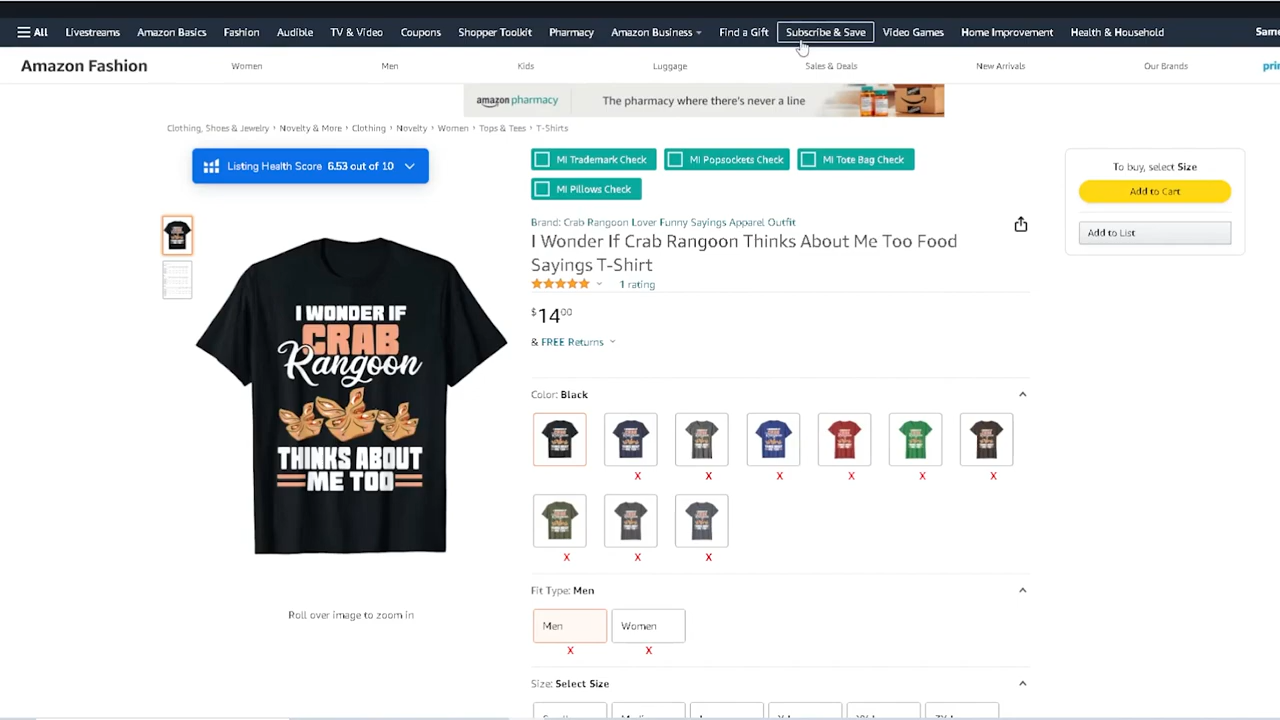 All Livestreams Amazon Basics Fashion Audible TV & Video Coupons Shopper Toolkit Pharmacy Amazon Business Find a Gift Subscribe & Save Video Games Home Improvement Health & Household Same
Amazon Fashion Women Men Kids Luggage Sales & Deals New Arrivals Our Brands prim
amazon pharmacy The pharmacy where there's never a line
Clothing, Shoes & Jewelry › Novelty & More › Clothing › Novelty › Women › Tops & Tees › T-Shirts
Listing Health Score 6.53 out of 10
MI Trademark Check MI Popsockets Check MI Tote Bag Check
MI Pillows Check
To buy, select Size
Add to Cart
Add to List
Brand: Crab Rangoon Lover Funny Sayings Apparel Outfit
I Wonder If Crab Rangoon Thinks About Me Too Food
Sayings T-Shirt
1 rating
$1400
& FREE Returns
I WONDER IF
CRAB
Rangoon
THINKS ABOUT
ME TOO
Roll over image to zoom in
Color: Black
X X X X X X
X X X
Fit Type: Men
Men Women
X X
Size: Select Size